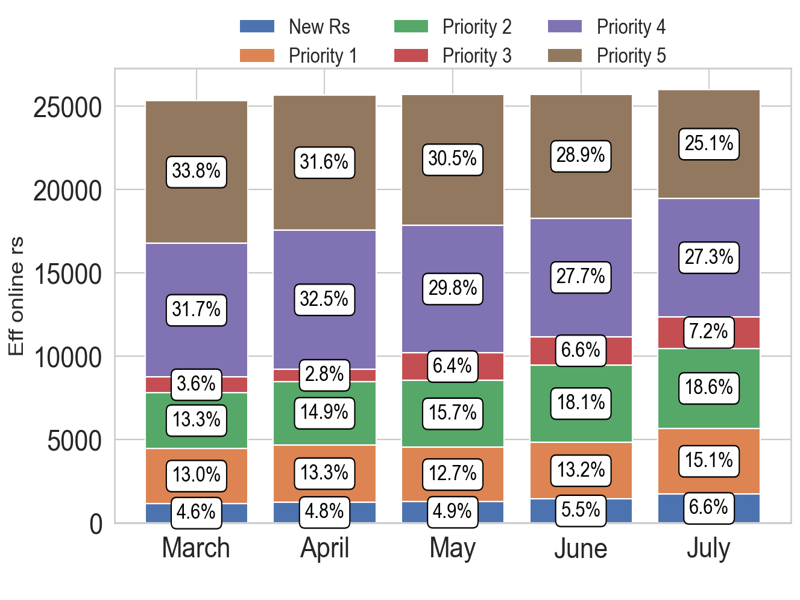 New Rs Priority 2 Priority 4
Priority 1 Priority 3 Priority 5
Eff online rs
25000
20000
15000
10000
5000
0
33.8% 31.6% 30.5% 28.9% 25.1%
31.7% 32.5% 29.8% 27.7% 27.3%
3.6% 2.8% 6.4% 6.6% 7.2%
13.3% 14.9% 15.7% 18.1% 18.6%
13.0% 13.3% 12.7% 13.2% 15.1%
4.6% 4.8% 4.9% 5.5% 6.6%
March April May June July